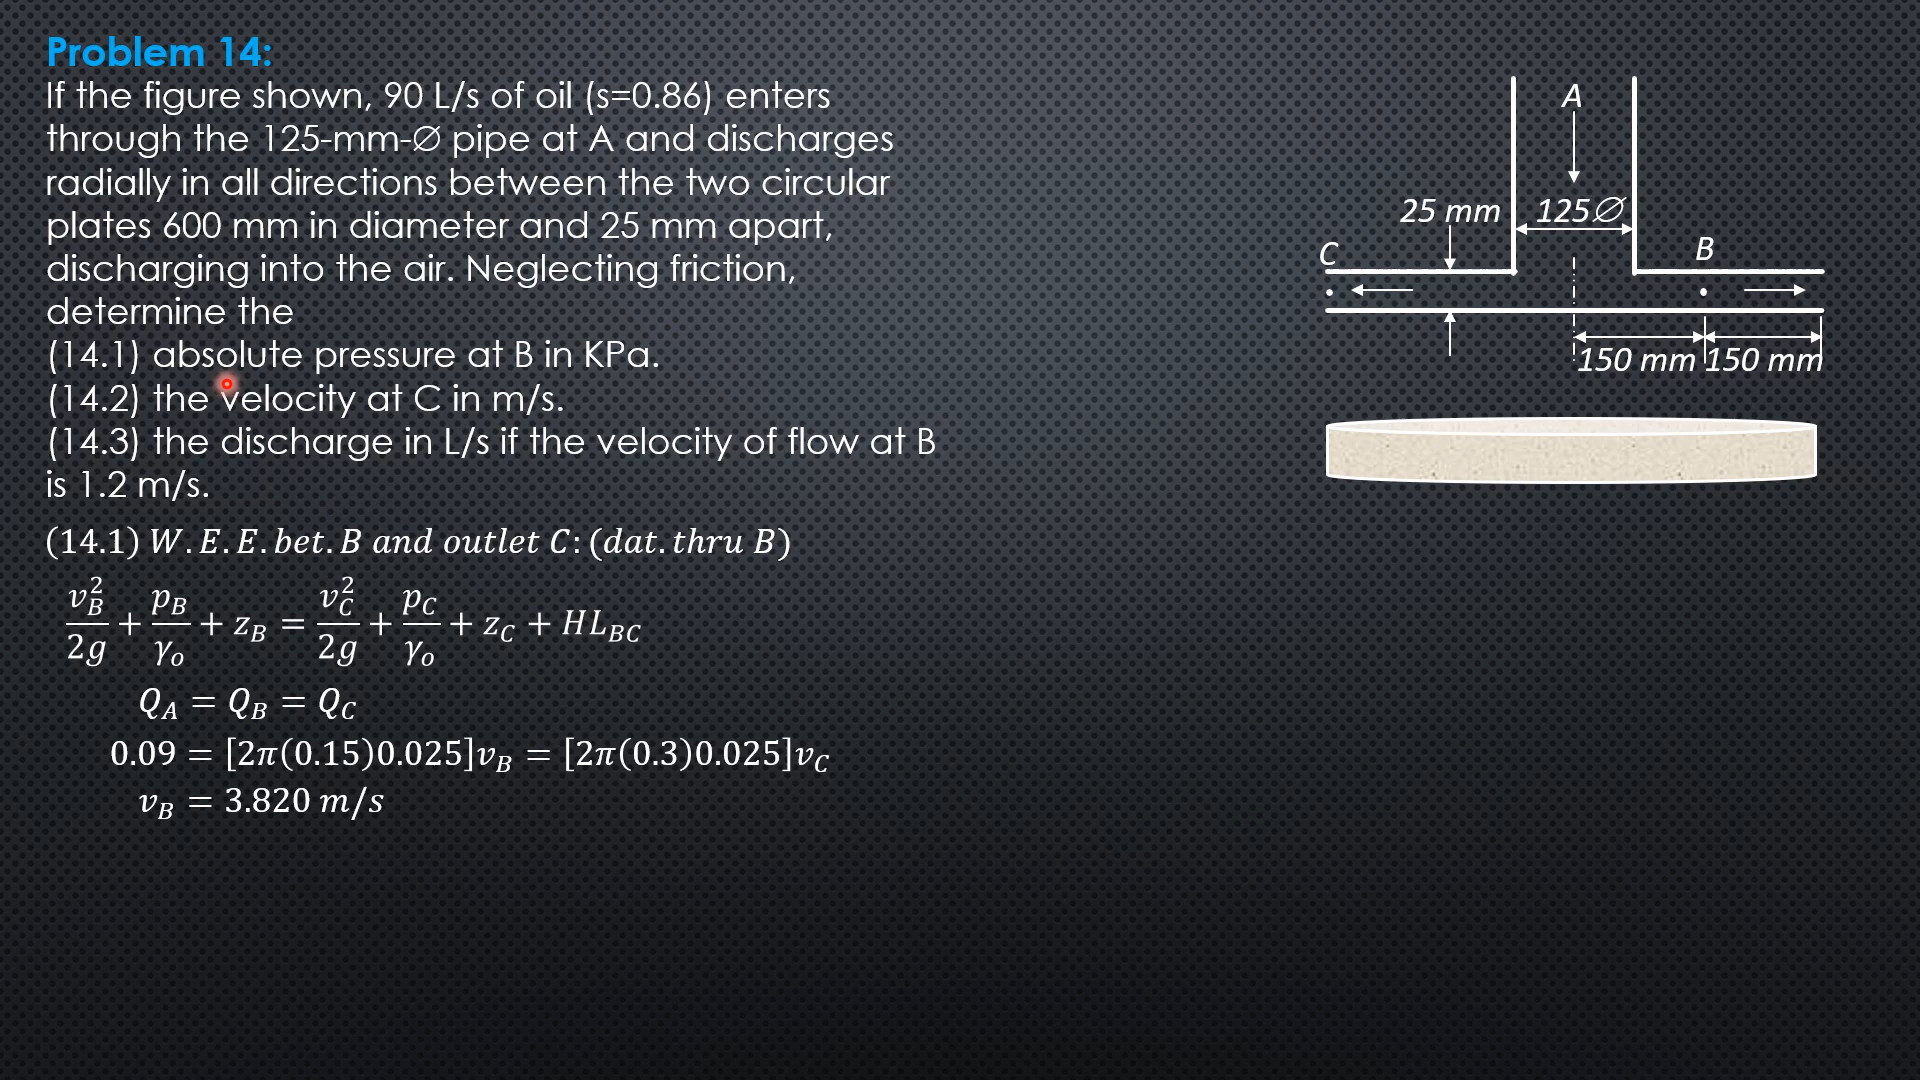 Problem 14:
If the figure shown, 90 L/s of oil (s=0.86) enters
through the 125-mm-∅ pipe at A and discharges
radially in all directions between the two circular
plates 600 mm in diameter and 25 mm apart,
discharging into the air. Neglecting friction,
determine the
(14.1) absolute pressure at B in KPa.
(14.2) the velocity at C in m/s.
(14.3) the discharge in L/s if the velocity of flow at B
is 1.2 m/s.
(14.1) W.E.E.bet.B and outlet C: (dat.thru B)
v_B^2/2g + p_B/γ_o + z_B = v_C^2/2g + p_C/γ_o + z_C + HL_BC
Q_A = Q_B = Q_C
0.09 = [2π(0.15)0.025]v_B = [2π(0.3)0.025]v_C
v_B = 3.820 m/s
A
25 mm
125∅
C
B
150 mm
150 mm